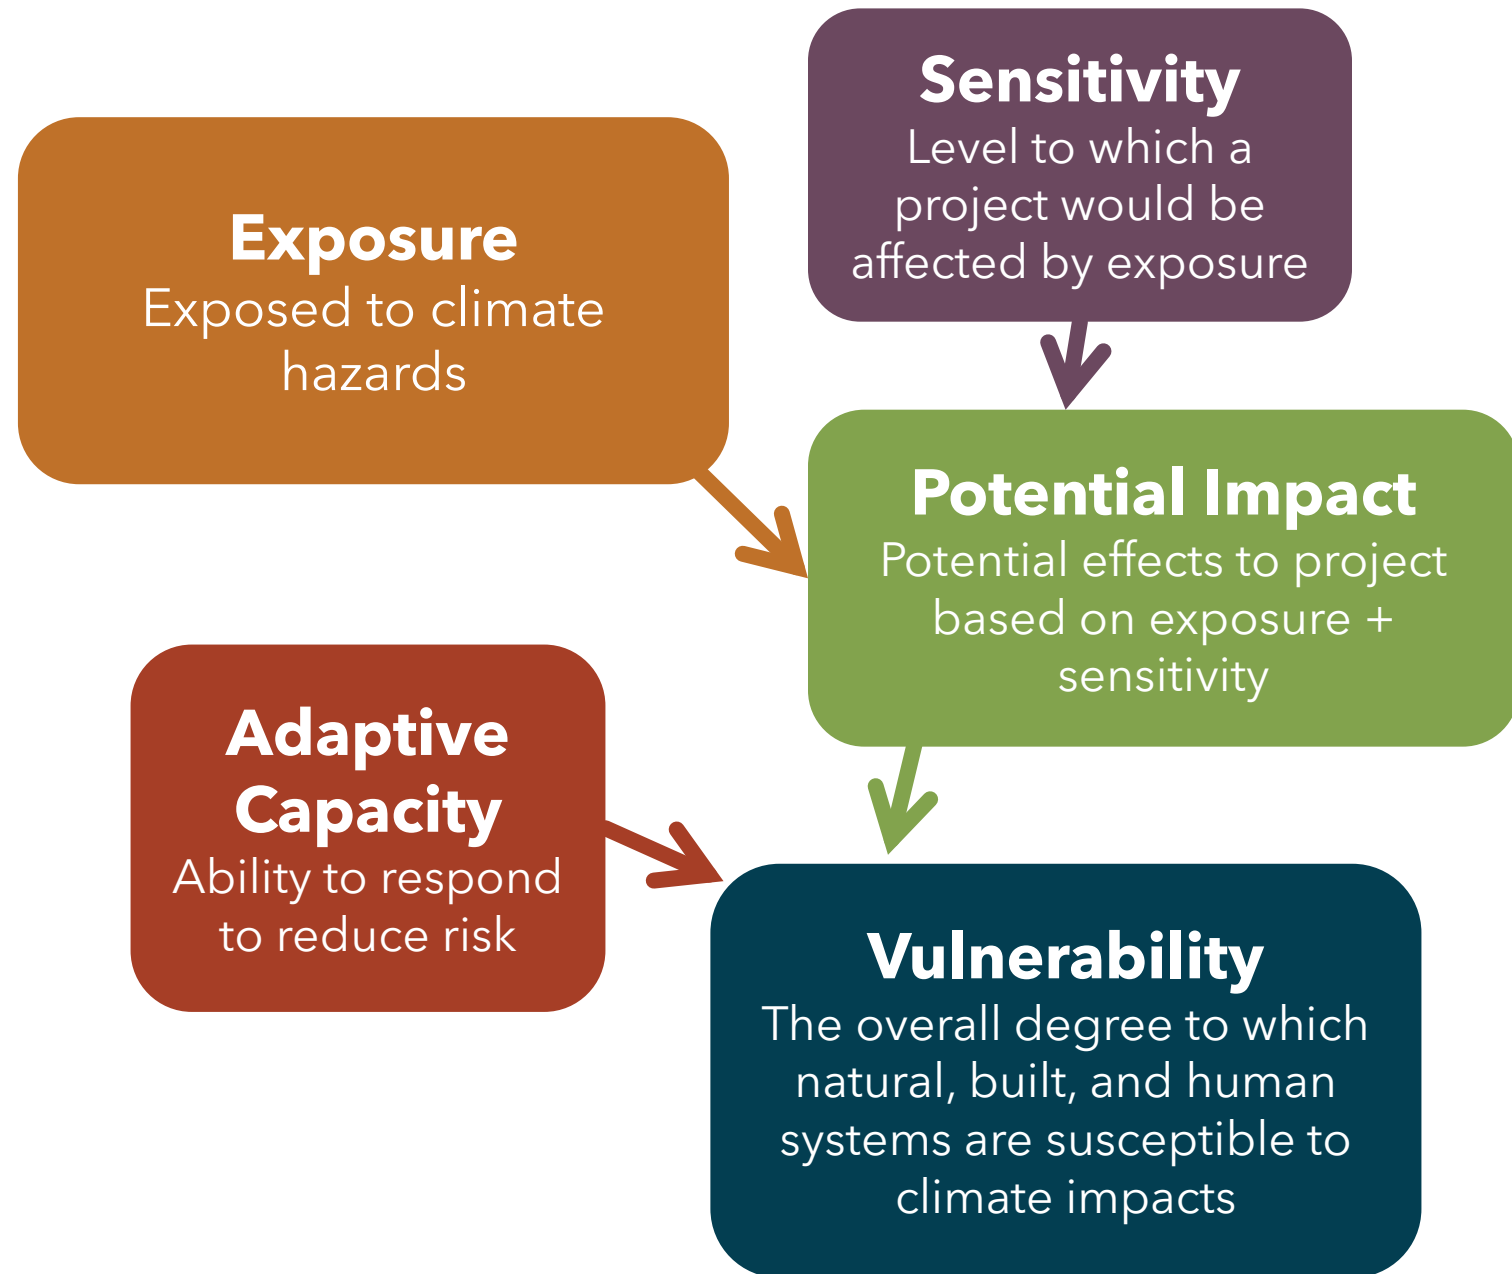 Sensitivity
Level to which a
project would be
affected by exposure
Exposure
Exposed to climate
hazards
Potential Impact
Potential effects to project
based on exposure +
sensitivity
Adaptive
Capacity
Ability to respond
to reduce risk
Vulnerability
The overall degree to which
natural, built, and human
systems are susceptible to
climate impacts